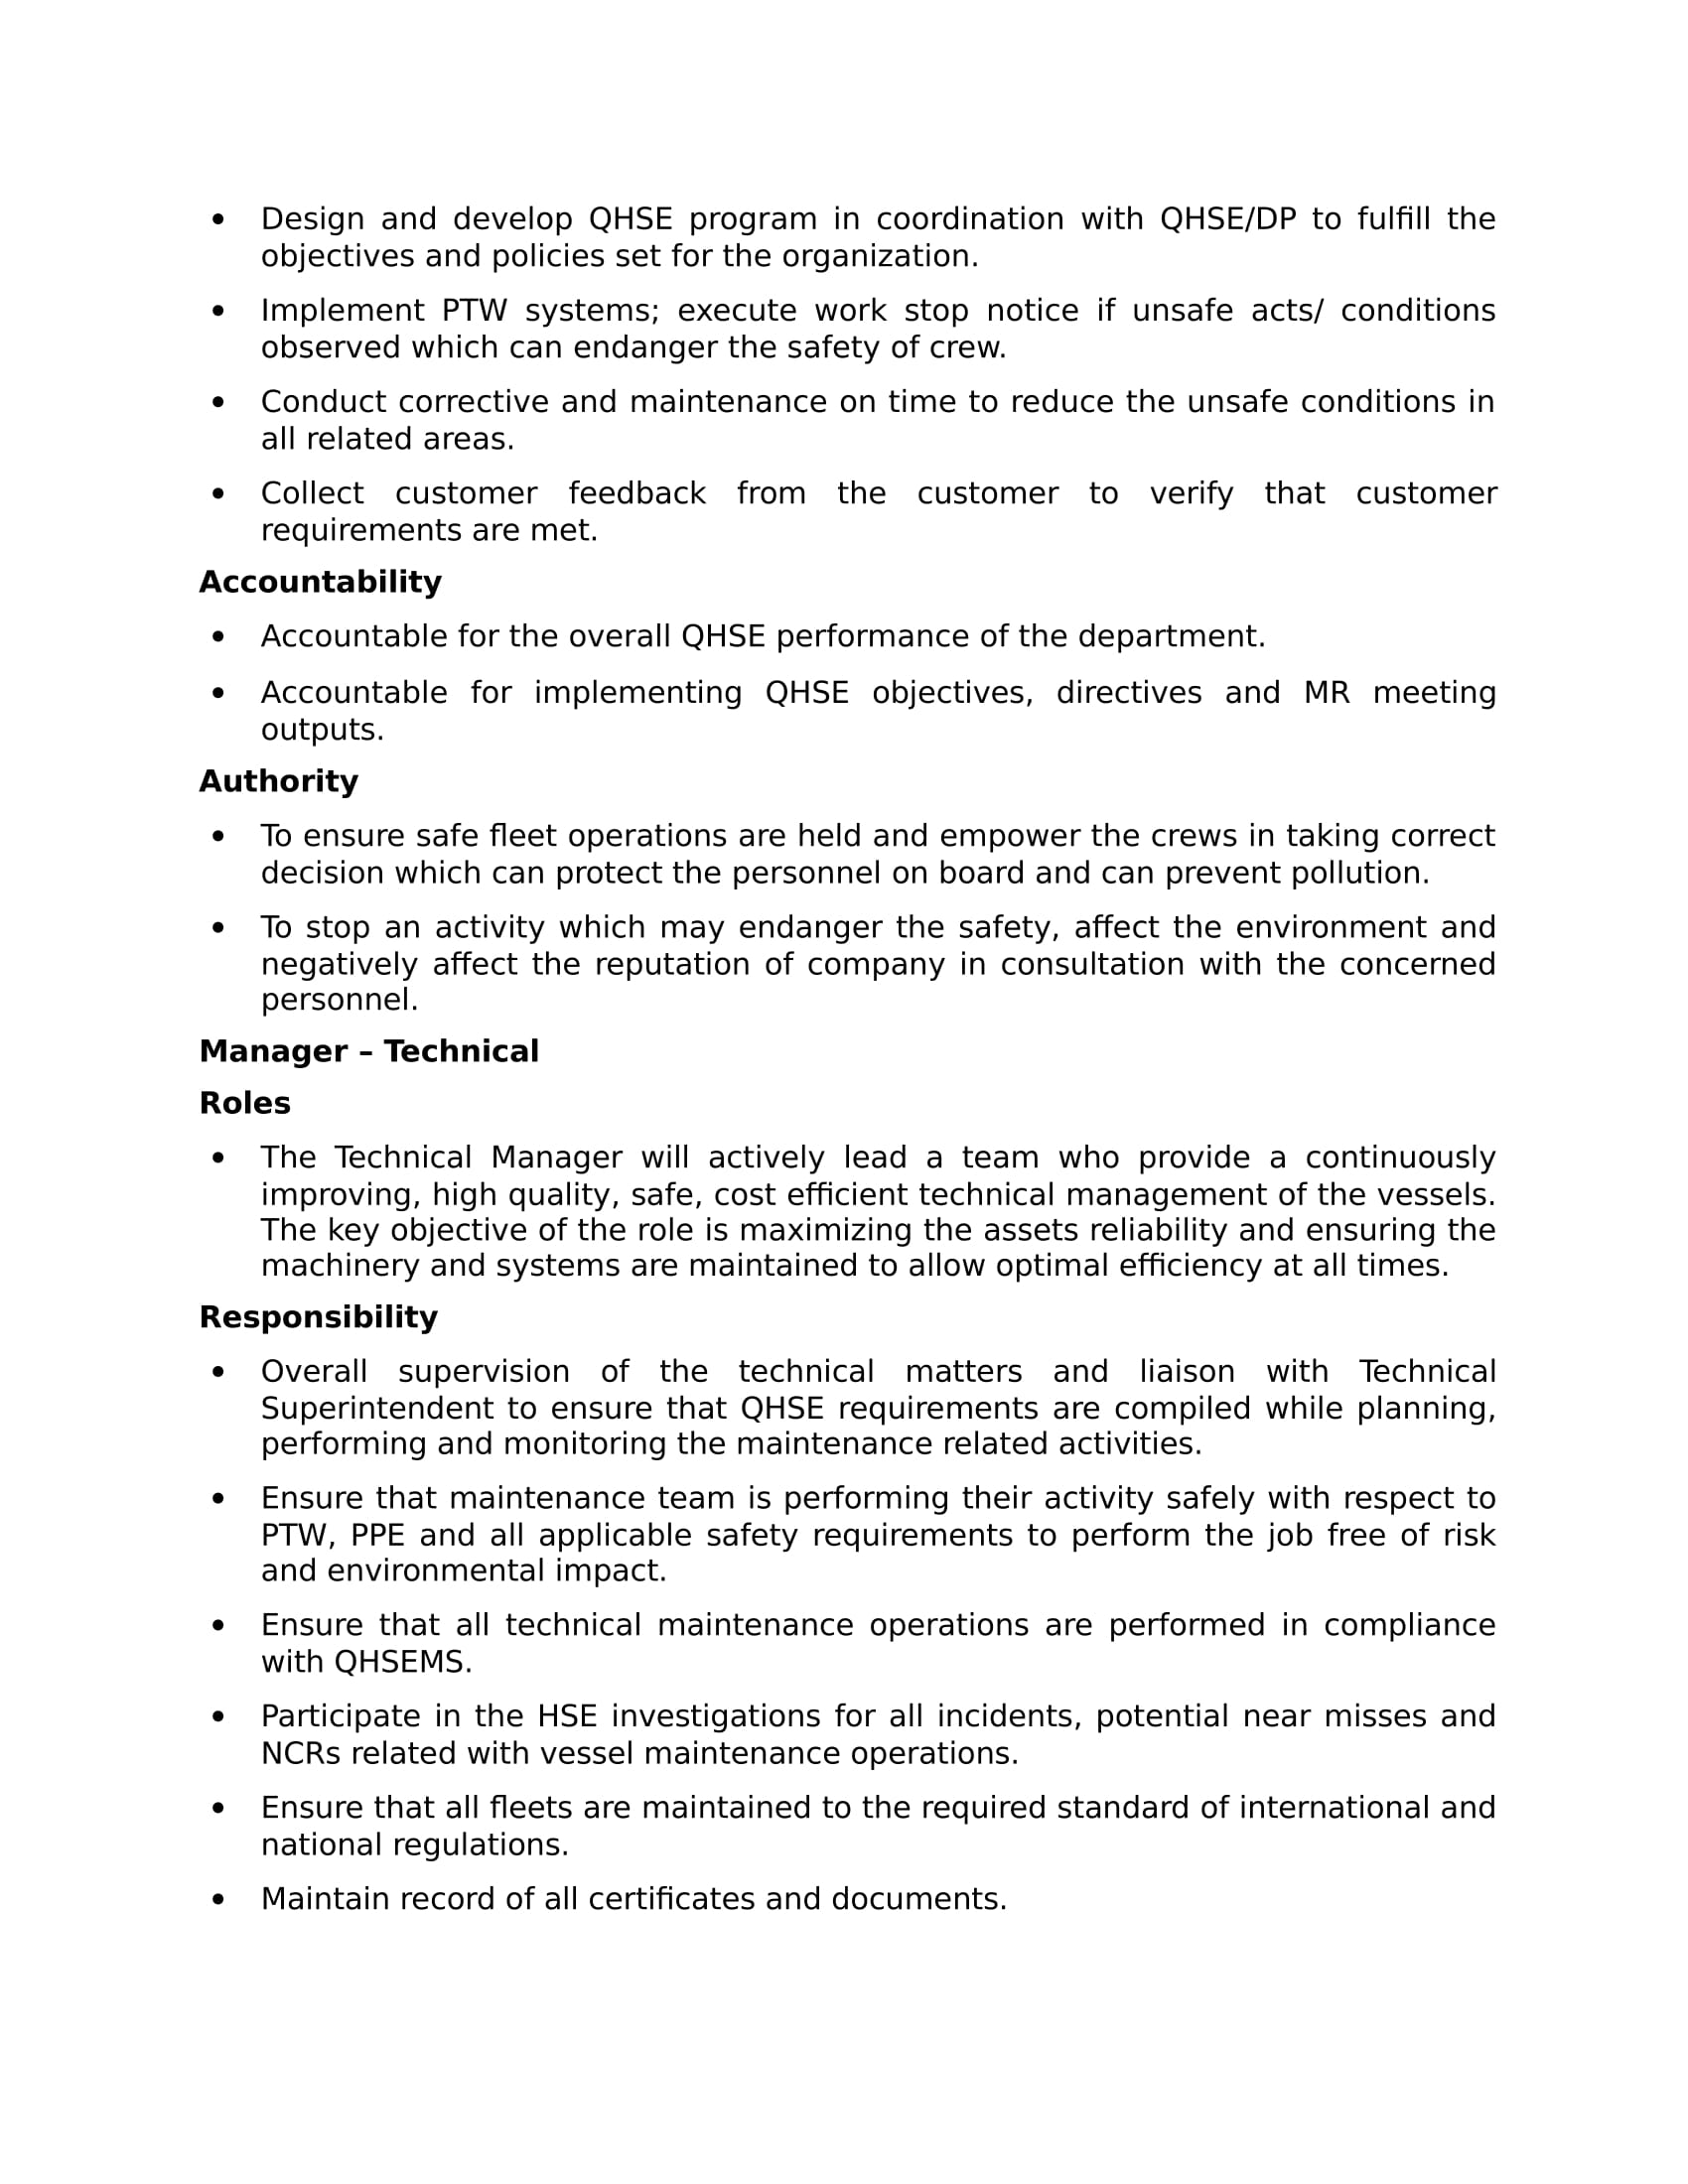 • Design and develop QHSE program in coordination with QHSE/DP to fulfill the
objectives and policies set for the organization.
• Implement PTW systems; execute work stop notice if unsafe acts/ conditions
observed which can endanger the safety of crew.
• Conduct corrective and maintenance on time to reduce the unsafe conditions in
all related areas.
• Collect customer feedback from the customer to verify that customer
requirements are met.
Accountability
• Accountable for the overall QHSE performance of the department.
• Accountable for implementing QHSE objectives, directives and MR meeting
outputs.
Authority
• To ensure safe fleet operations are held and empower the crews in taking correct
decision which can protect the personnel on board and can prevent pollution.
• To stop an activity which may endanger the safety, affect the environment and
negatively affect the reputation of company in consultation with the concerned
personnel.
Manager – Technical
Roles
• The Technical Manager will actively lead a team who provide a continuously
improving, high quality, safe, cost efficient technical management of the vessels.
The key objective of the role is maximizing the assets reliability and ensuring the
machinery and systems are maintained to allow optimal efficiency at all times.
Responsibility
• Overall supervision of the technical matters and liaison with Technical
Superintendent to ensure that QHSE requirements are compiled while planning,
performing and monitoring the maintenance related activities.
• Ensure that maintenance team is performing their activity safely with respect to
PTW, PPE and all applicable safety requirements to perform the job free of risk
and environmental impact.
• Ensure that all technical maintenance operations are performed in compliance
with QHSEMS.
• Participate in the HSE investigations for all incidents, potential near misses and
NCRs related with vessel maintenance operations.
• Ensure that all fleets are maintained to the required standard of international and
national regulations.
• Maintain record of all certificates and documents.